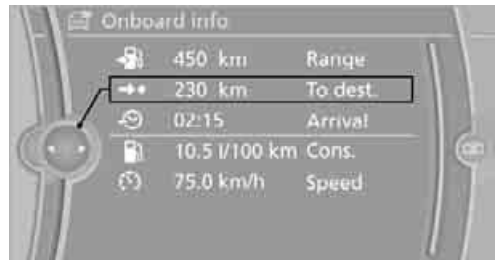 Onboard info
450 km Range
230 km To dest.
02:15 Arrival
10.5 l/100 km Cons.
75.0 km/h Speed